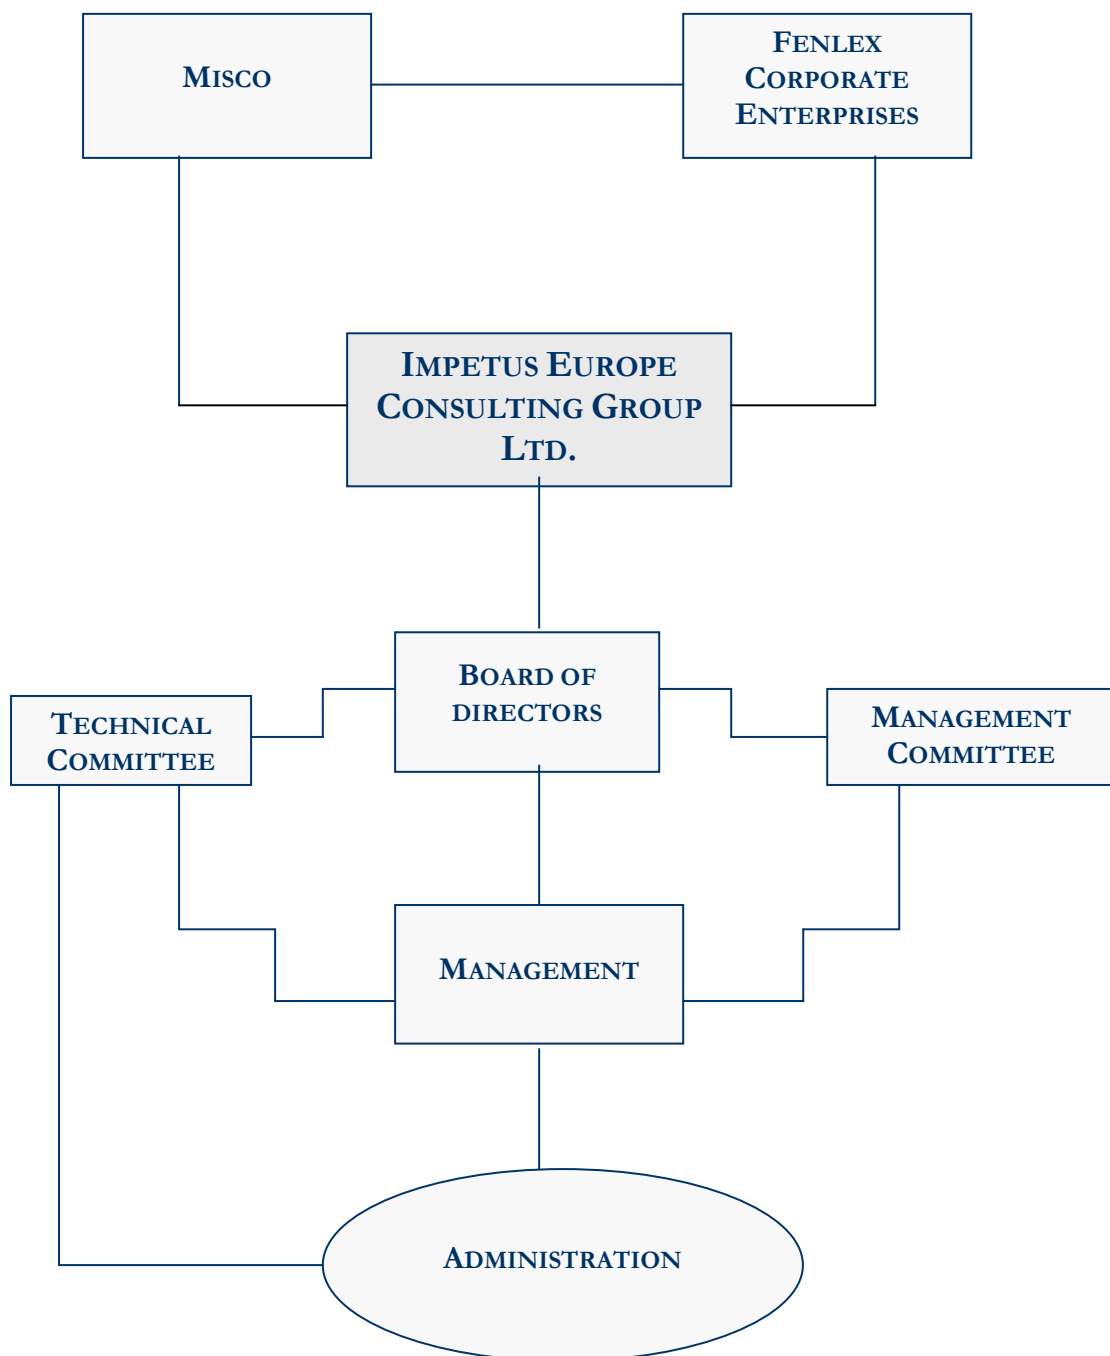 MISCO
FENLEX
CORPORATE
ENTERPRISES
IMPETUS EUROPE
CONSULTING GROUP
LTD.
BOARD OF
DIRECTORS
TECHNICAL
COMMITTEE
MANAGEMENT
COMMITTEE
MANAGEMENT
ADMINISTRATION